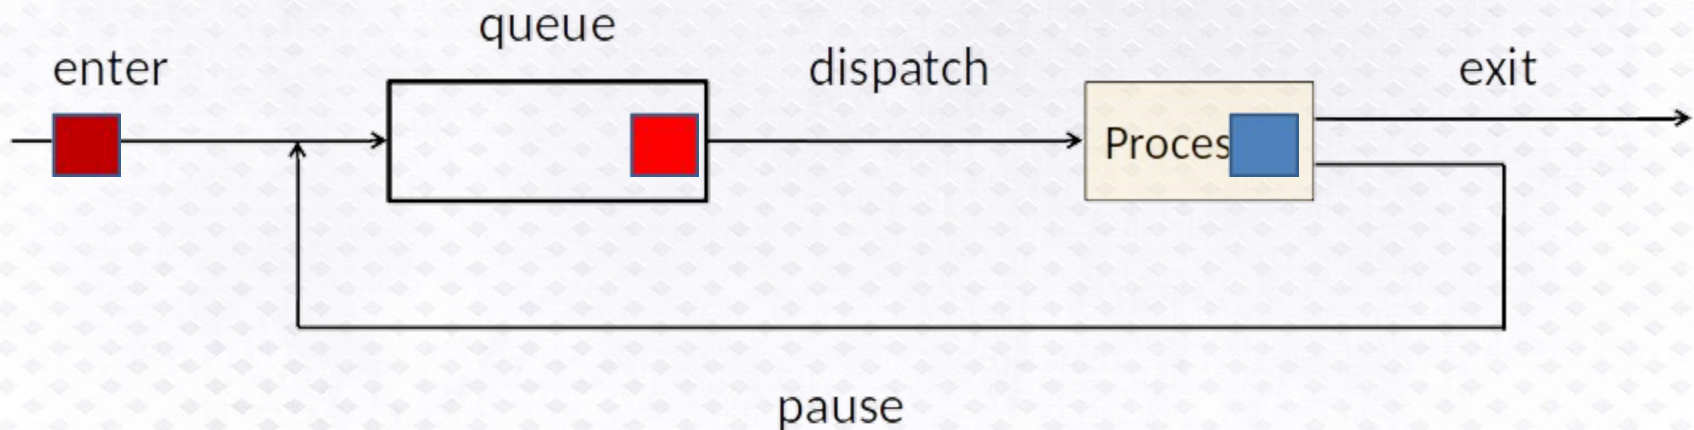 queue
enter
dispatch
exit
Proces
pause